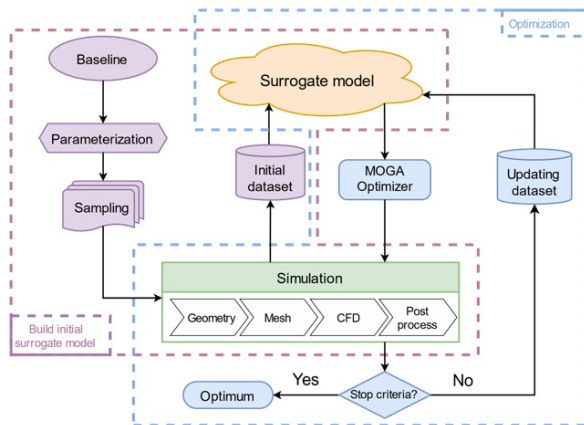 Optimization
Baseline
Surrogate model
Parameterization
Initial
dataset
MOGA
Optimizer
Updating
dataset
Sampling
Simulation
Geometry
Mesh
CFD
Post
process
Build initial
surrogate model
Yes
No
Optimum
Stop criteria?